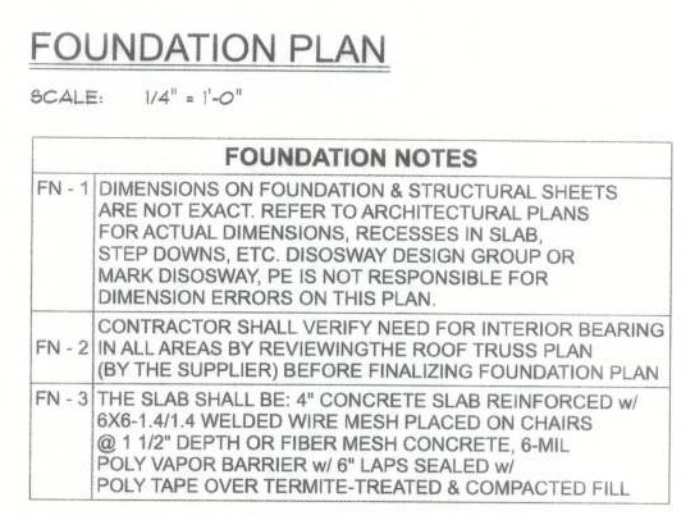 FOUNDATION PLAN
SCALE: 1/4" = 1'-0"
FOUNDATION NOTES
FN - 1 DIMENSIONS ON FOUNDATION & STRUCTURAL SHEETS
ARE NOT EXACT. REFER TO ARCHITECTURAL PLANS
FOR ACTUAL DIMENSIONS, RECESSES IN SLAB,
STEP DOWNS, ETC. DISOSWAY DESIGN GROUP OR
MARK DISOSWAY, PE IS NOT RESPONSIBLE FOR
DIMENSION ERRORS ON THIS PLAN.
CONTRACTOR SHALL VERIFY NEED FOR INTERIOR BEARING
FN - 2 IN ALL AREAS BY REVIEWINGTHE ROOF TRUSS PLAN
(BY THE SUPPLIER) BEFORE FINALIZING FOUNDATION PLAN
FN - 3 THE SLAB SHALL BE: 4" CONCRETE SLAB REINFORCED w/
6X6-1.4/1.4 WELDED WIRE MESH PLACED ON CHAIRS
@ 1 1/2" DEPTH OR FIBER MESH CONCRETE, 6-MIL
POLY VAPOR BARRIER w/ 6" LAPS SEALED w/
POLY TAPE OVER TERMITE-TREATED & COMPACTED FILL